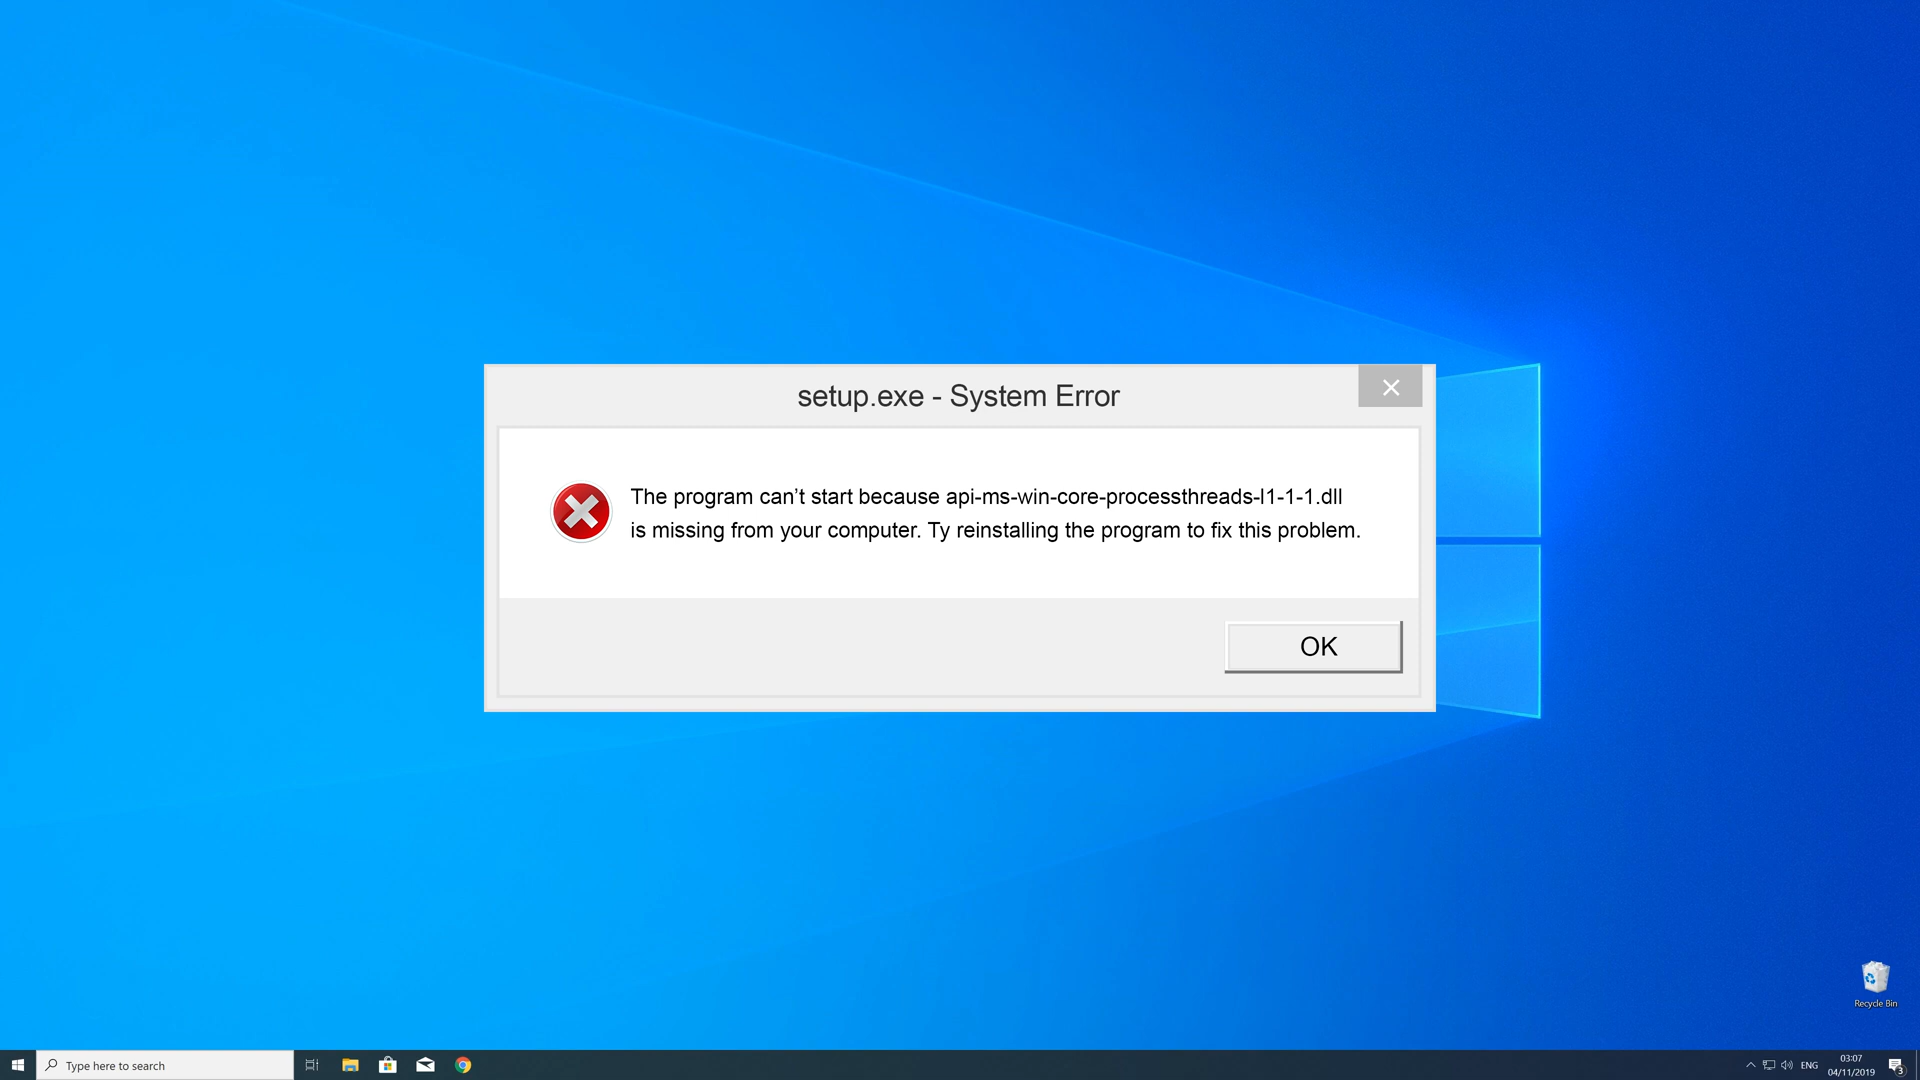 setup.exe - System Error
The program can’t start because api-ms-win-core-processthreads-l1-1-1.dll
is missing from your computer. Ty reinstalling the program to fix this problem.
OK
Recycle Bin
Type here to search
ENG
03:07
04/11/2019
3